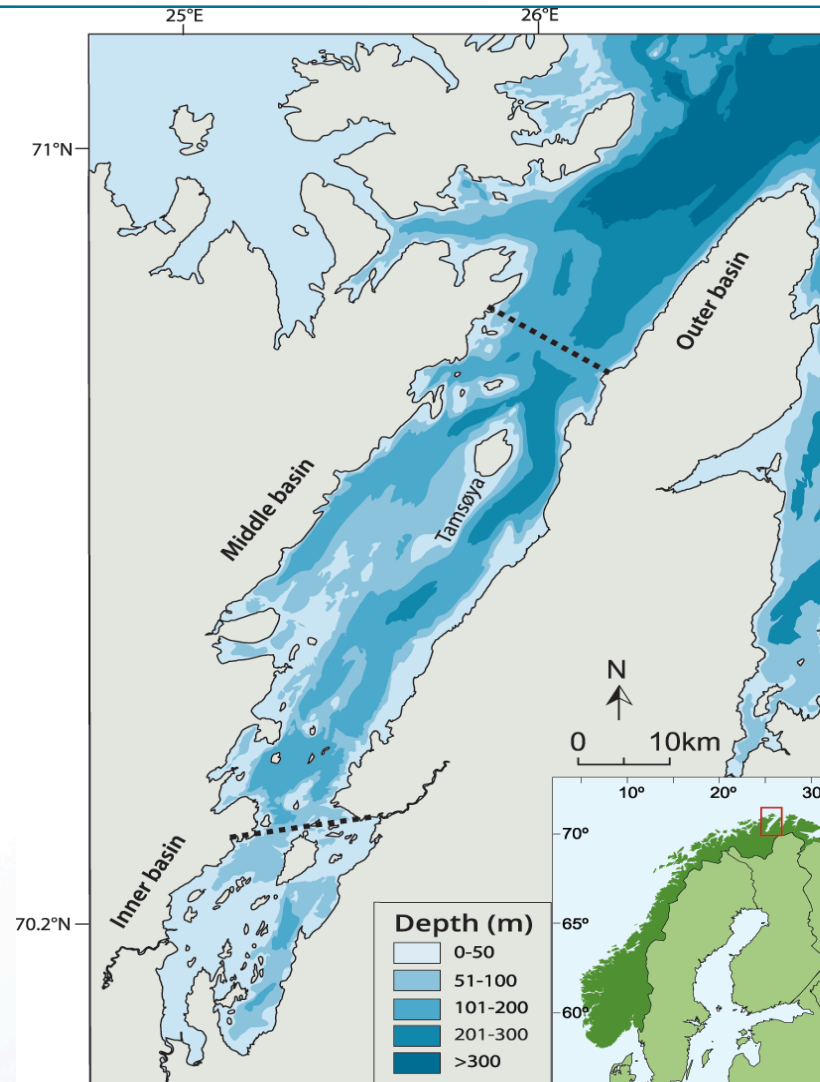 25°E
26°E
71°N
Outer basin
Middle basin
Tamsøya
N
0 10km
10° 20° 30
70°
Inner basin
70.2°N
65°
60°
Depth (m)
0-50
51-100
101-200
201-300
>300